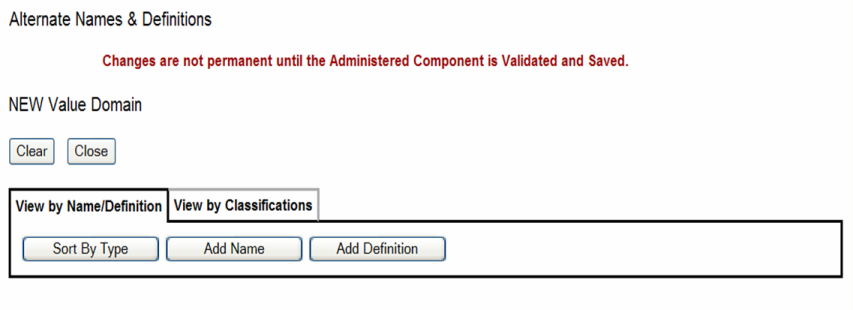 Alternate Names & Definitions
Changes are not permanent until the Administered Component is Validated and Saved.
NEW Value Domain
Clear Close
View by Name/Definition View by Classifications
Sort By Type Add Name Add Definition